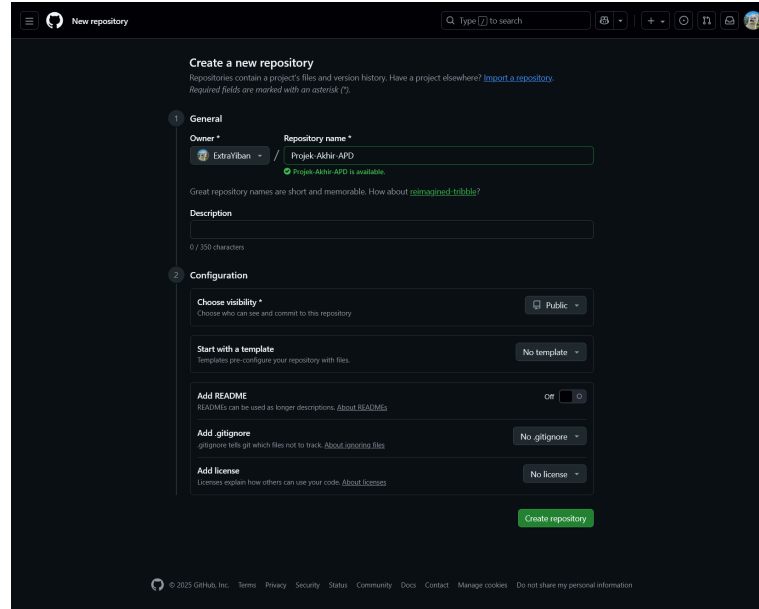 New repository
Type / to search
Create a new repository
Repositories contain a project's files and version history. Have a project elsewhere? Import a repository.
Required fields are marked with an asterisk (*).
1 General
Owner * Repository name *
ExtraYiban / Projek-Akhir-APD
Projek-Akhir-APD is available.
Great repository names are short and memorable. How about reimagined-tribble?
Description
0 / 350 characters
2 Configuration
Choose visibility *
Choose who can see and commit to this repository
Public
Start with a template
Templates pre-configure your repository with files.
No template
Add README
READMEs can be used as longer descriptions. About READMEs
Off
Add .gitignore
.gitignore tells git which files not to track. About ignoring files
No .gitignore
Add license
Licenses explain how others can use your code. About licenses
No license
Create repository
© 2025 GitHub, Inc. Terms Privacy Security Status Community Docs Contact Manage cookies Do not share my personal information